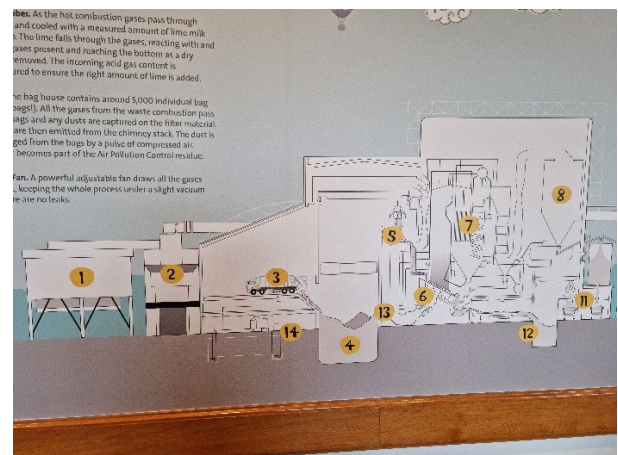 ber. As the hot combustion gases pass through
and cooled with a measured amount of lime milk
. The lime falls through the gases, reacting with and
ases present and reaching the bottom as a dry
emoved. The incoming acid gas content is
ured to ensure the right amount of lime is added.
he bag house contains around 5,000 individual bag
bags!). All the gases from the waste combustion pass
ags and any dusts are captured on the filter material.
are then emitted from the chimney stack. The dust is
ged from the bags by a pulse of compressed air.
becomes part of the Air Pollution Control residue.
Fan. A powerful adjustable fan draws all the gases
, keeping the whole process under a slight vacuum
re are no leaks.
8
5
7
1
2
3
6
13
11
14
4
12